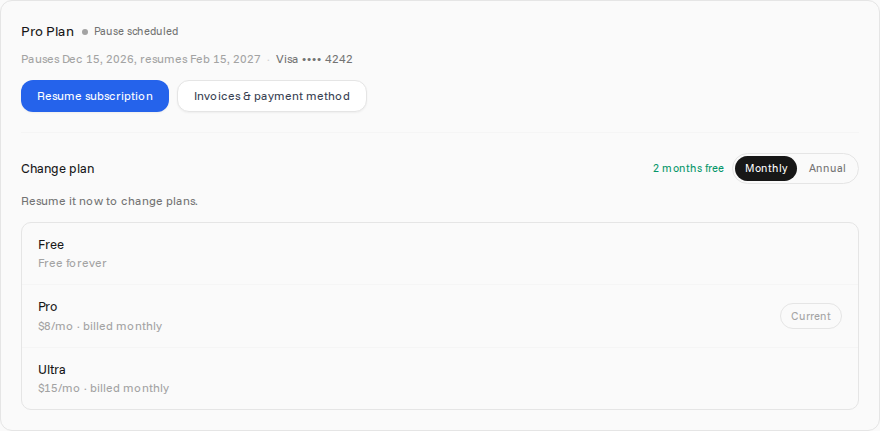 Pro Plan Pause scheduled
Pauses Dec 15, 2026, resumes Feb 15, 2027 · Visa •••• 4242
Resume subscription Invoices & payment method
Change plan 2 months free Monthly Annual
Resume it now to change plans.
Free
Free forever
Pro
$8/mo · billed monthly
Current
Ultra
$15/mo · billed monthly